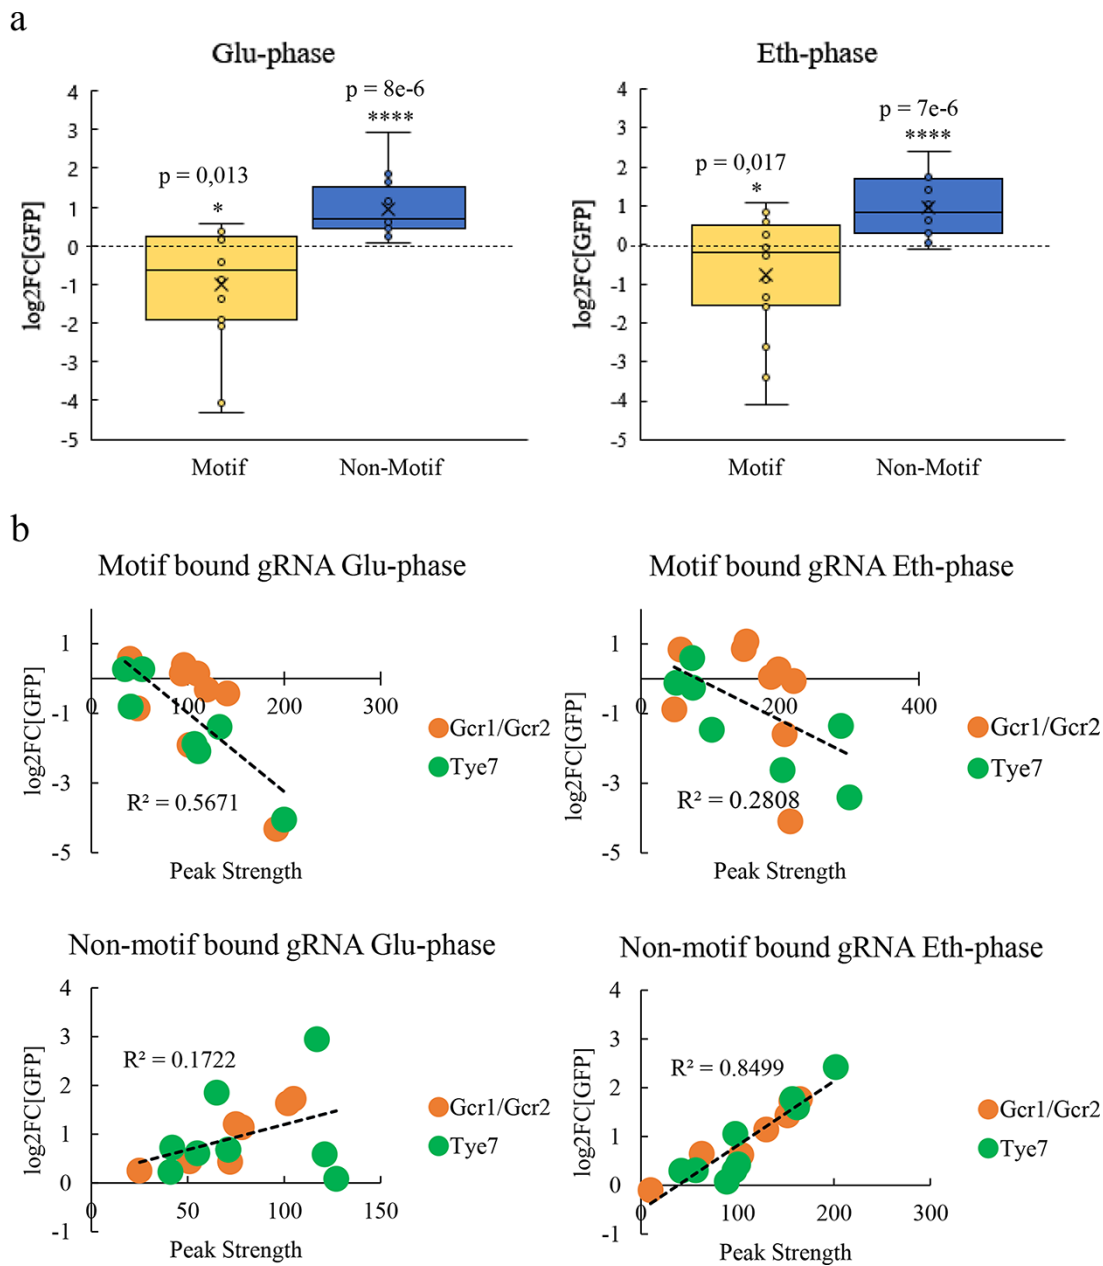 a
Glu-phase
p = 8e-6
****
p = 0,013
*
4
3
2
1
0
-1
-2
-3
-4
-5
log2FC[GFP]
Motif
Non-Motif
Eth-phase
p = 7e-6
****
p = 0,017
*
4
3
2
1
0
-1
-2
-3
-4
-5
log2FC[GFP]
Motif
Non-Motif
b
Motif bound gRNA Glu-phase
1
-1
-3
-5
0
100
200
300
log2FC[GFP]
R² = 0.5671
Gcr1/Gcr2
Tye7
Peak Strength
Motif bound gRNA Eth-phase
1
-1
-3
-5
0
200
400
log2FC[GFP]
R² = 0.2808
Gcr1/Gcr2
Tye7
Peak Strength
Non-motif bound gRNA Glu-phase
4
3
2
1
0
-1
log2FC[GFP]
R² = 0.1722
0
50
100
150
Gcr1/Gcr2
Tye7
Peak Strength
Non-motif bound gRNA Eth-phase
4
3
2
1
0
-1
log2FC[GFP]
R² = 0.8499
0
100
200
300
Gcr1/Gcr2
Tye7
Peak Strength